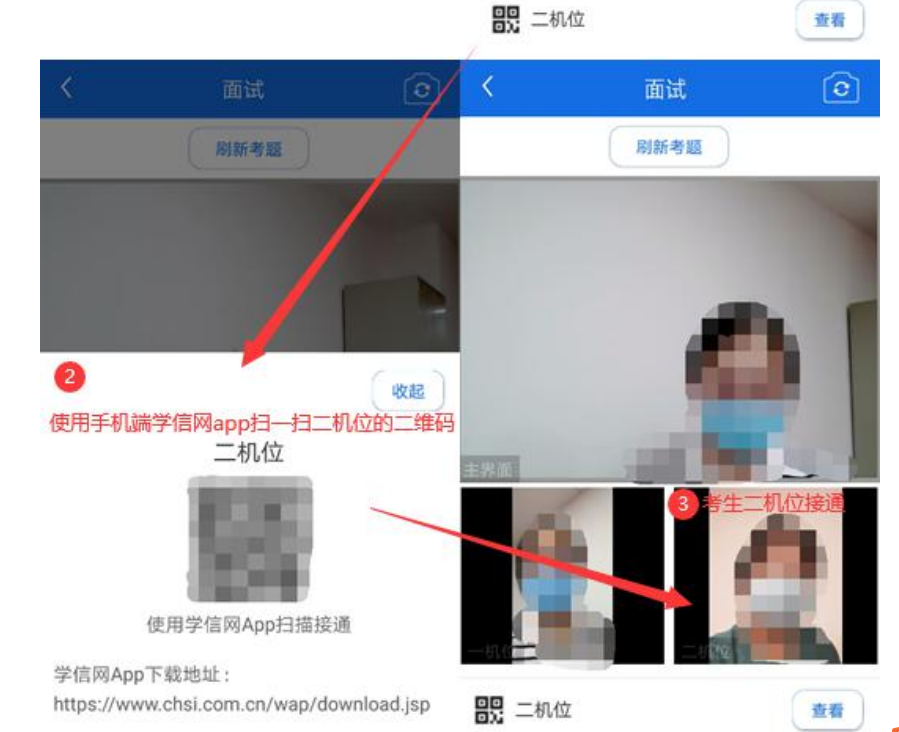 二机位 查看
面试
刷新考题
2
收起
使用手机端学信网app扫一扫二机位的二维码
二机位
使用学信网App扫描接通
学信网App下载地址：
https://www.chsi.com.cn/wap/download.jsp
面试
刷新考题
主界面
3 考生二机位接通
一机位
二机位
二机位 查看